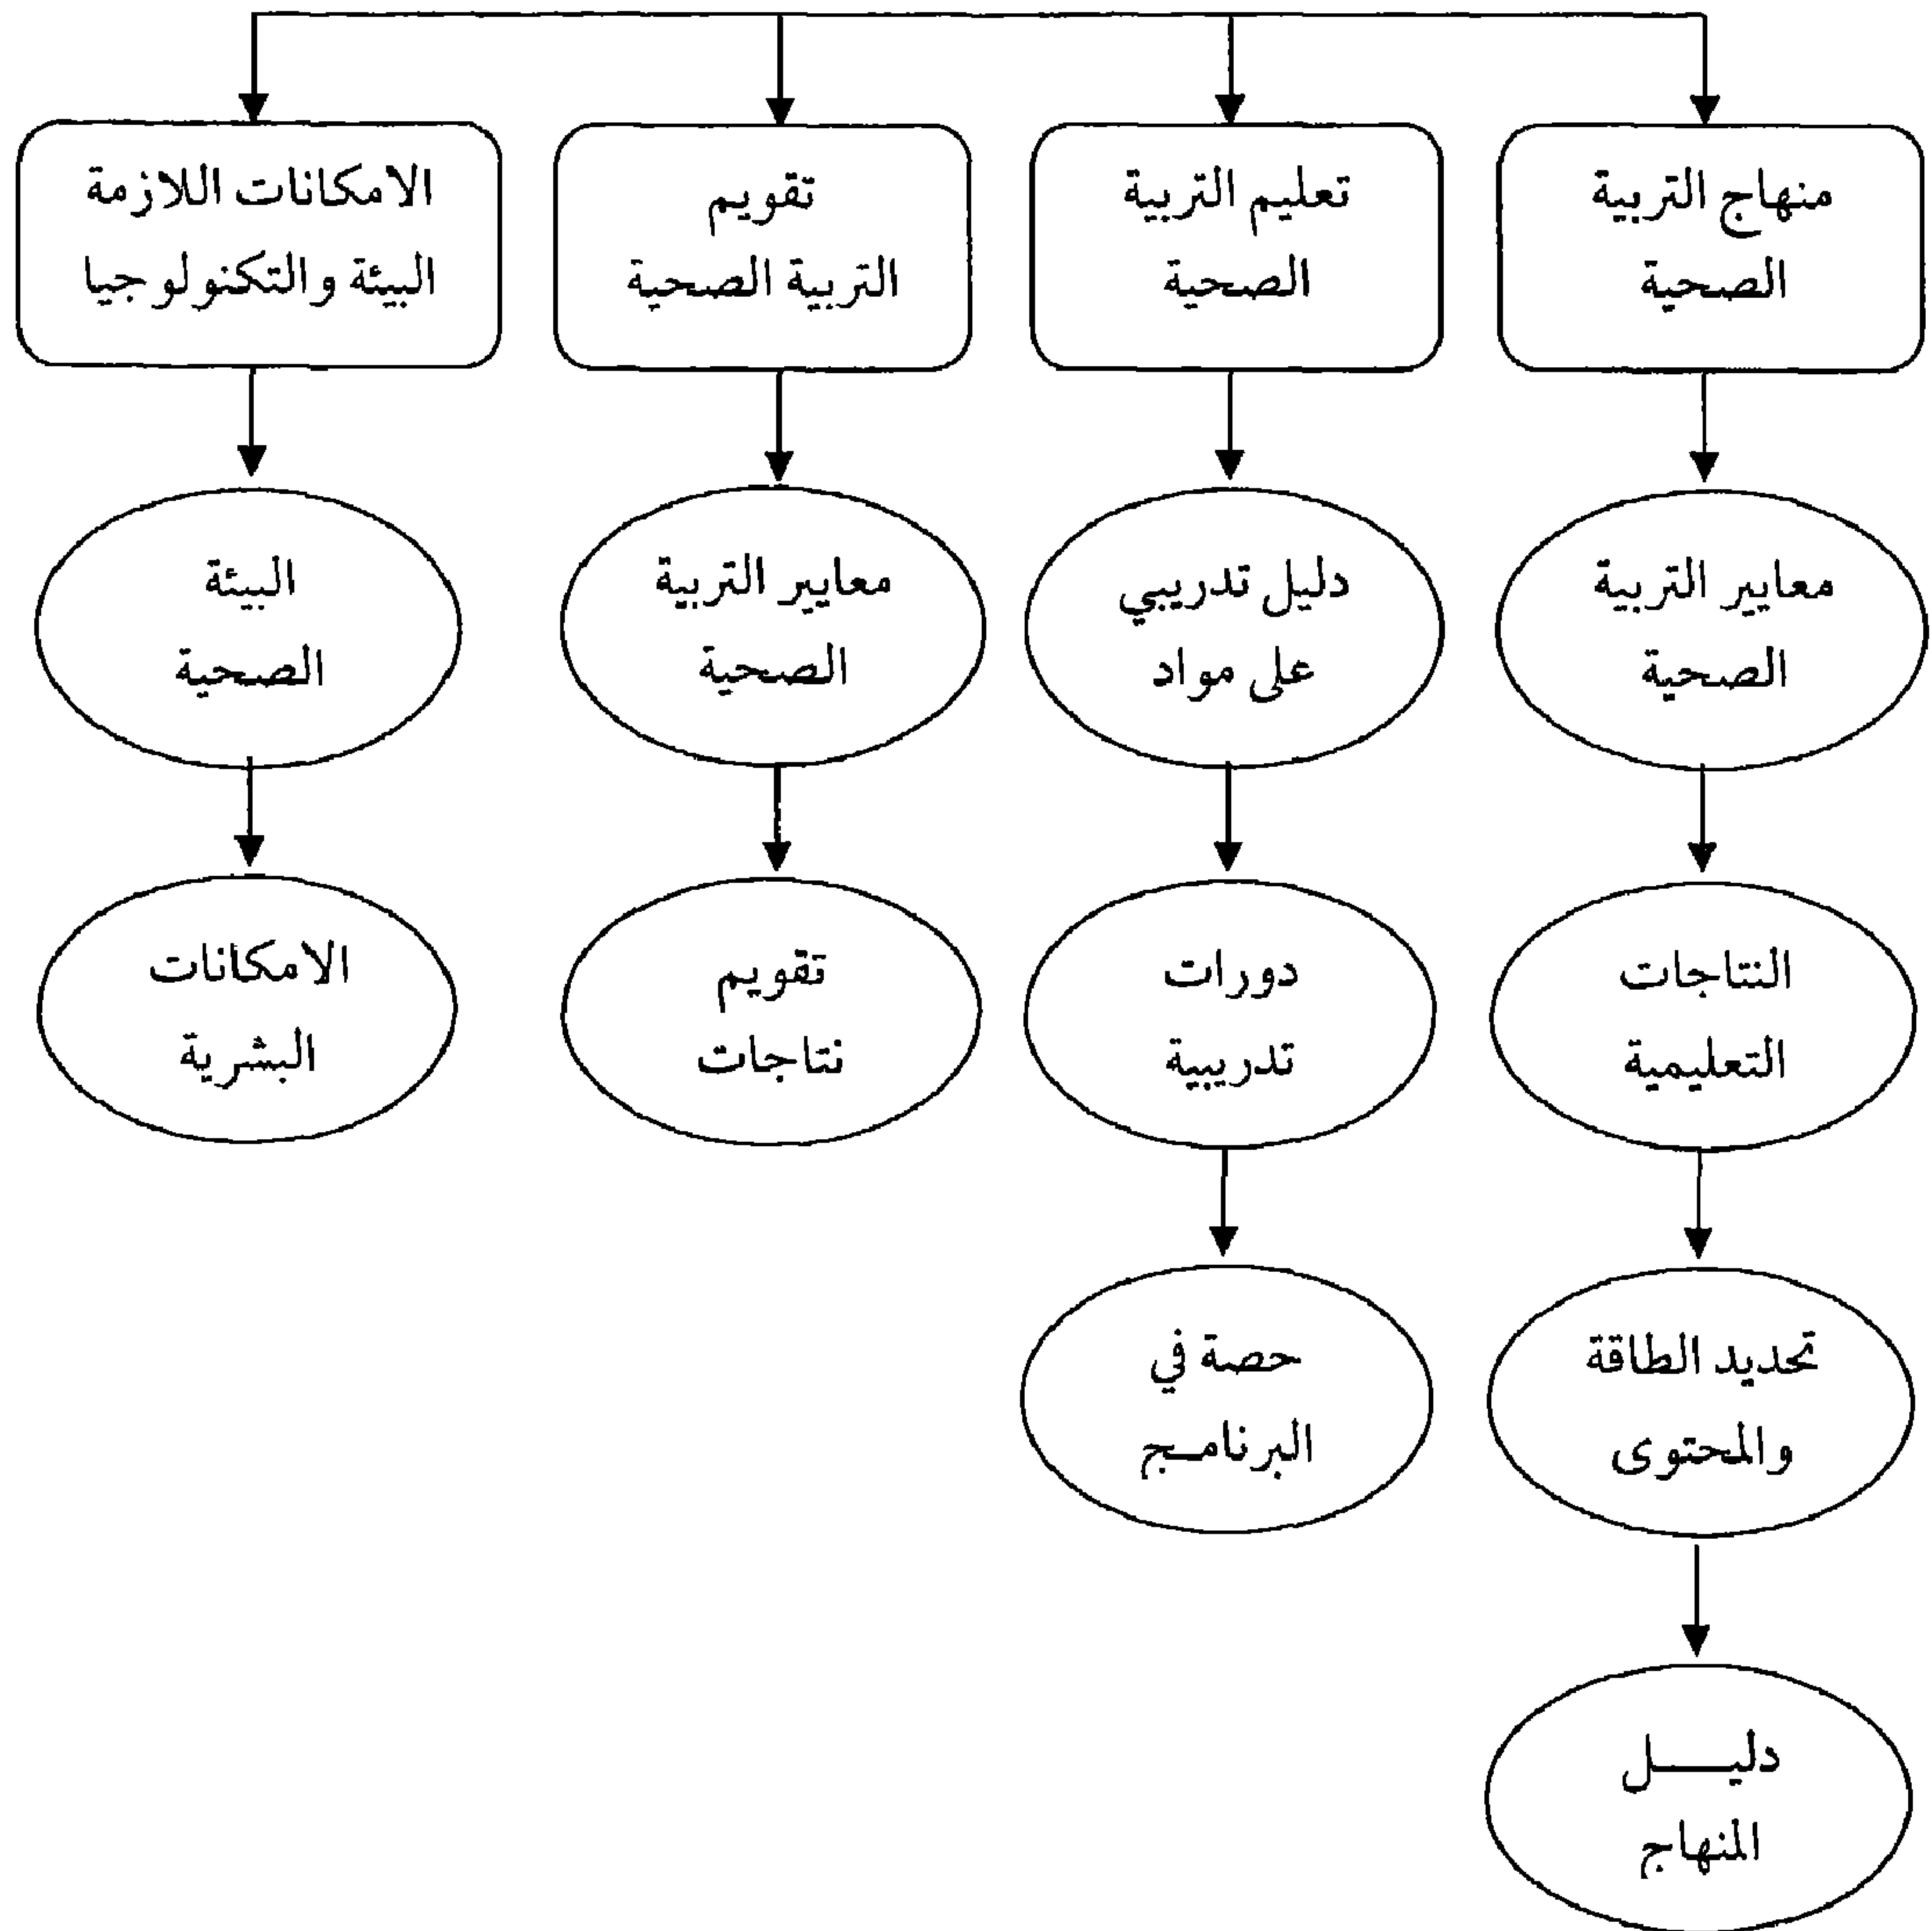 منهاج التربية
الصحية
تعليم التربية
الصحية
تقويم
التربية الصحية
الامكانات اللازمة
البيئة والتكنولوجيا
معايير التربية
الصحية
دليل تدريبي
على مواد
معايير التربية
الصحية
البيئة
الصحية
النتاجات
التعليمية
دورات
تدريبية
تقويم
نتاجات
الامكانات
البشرية
تحديد الطاقة
والمحتوى
حصة في
البرنامج
دليـــل
المنهاج